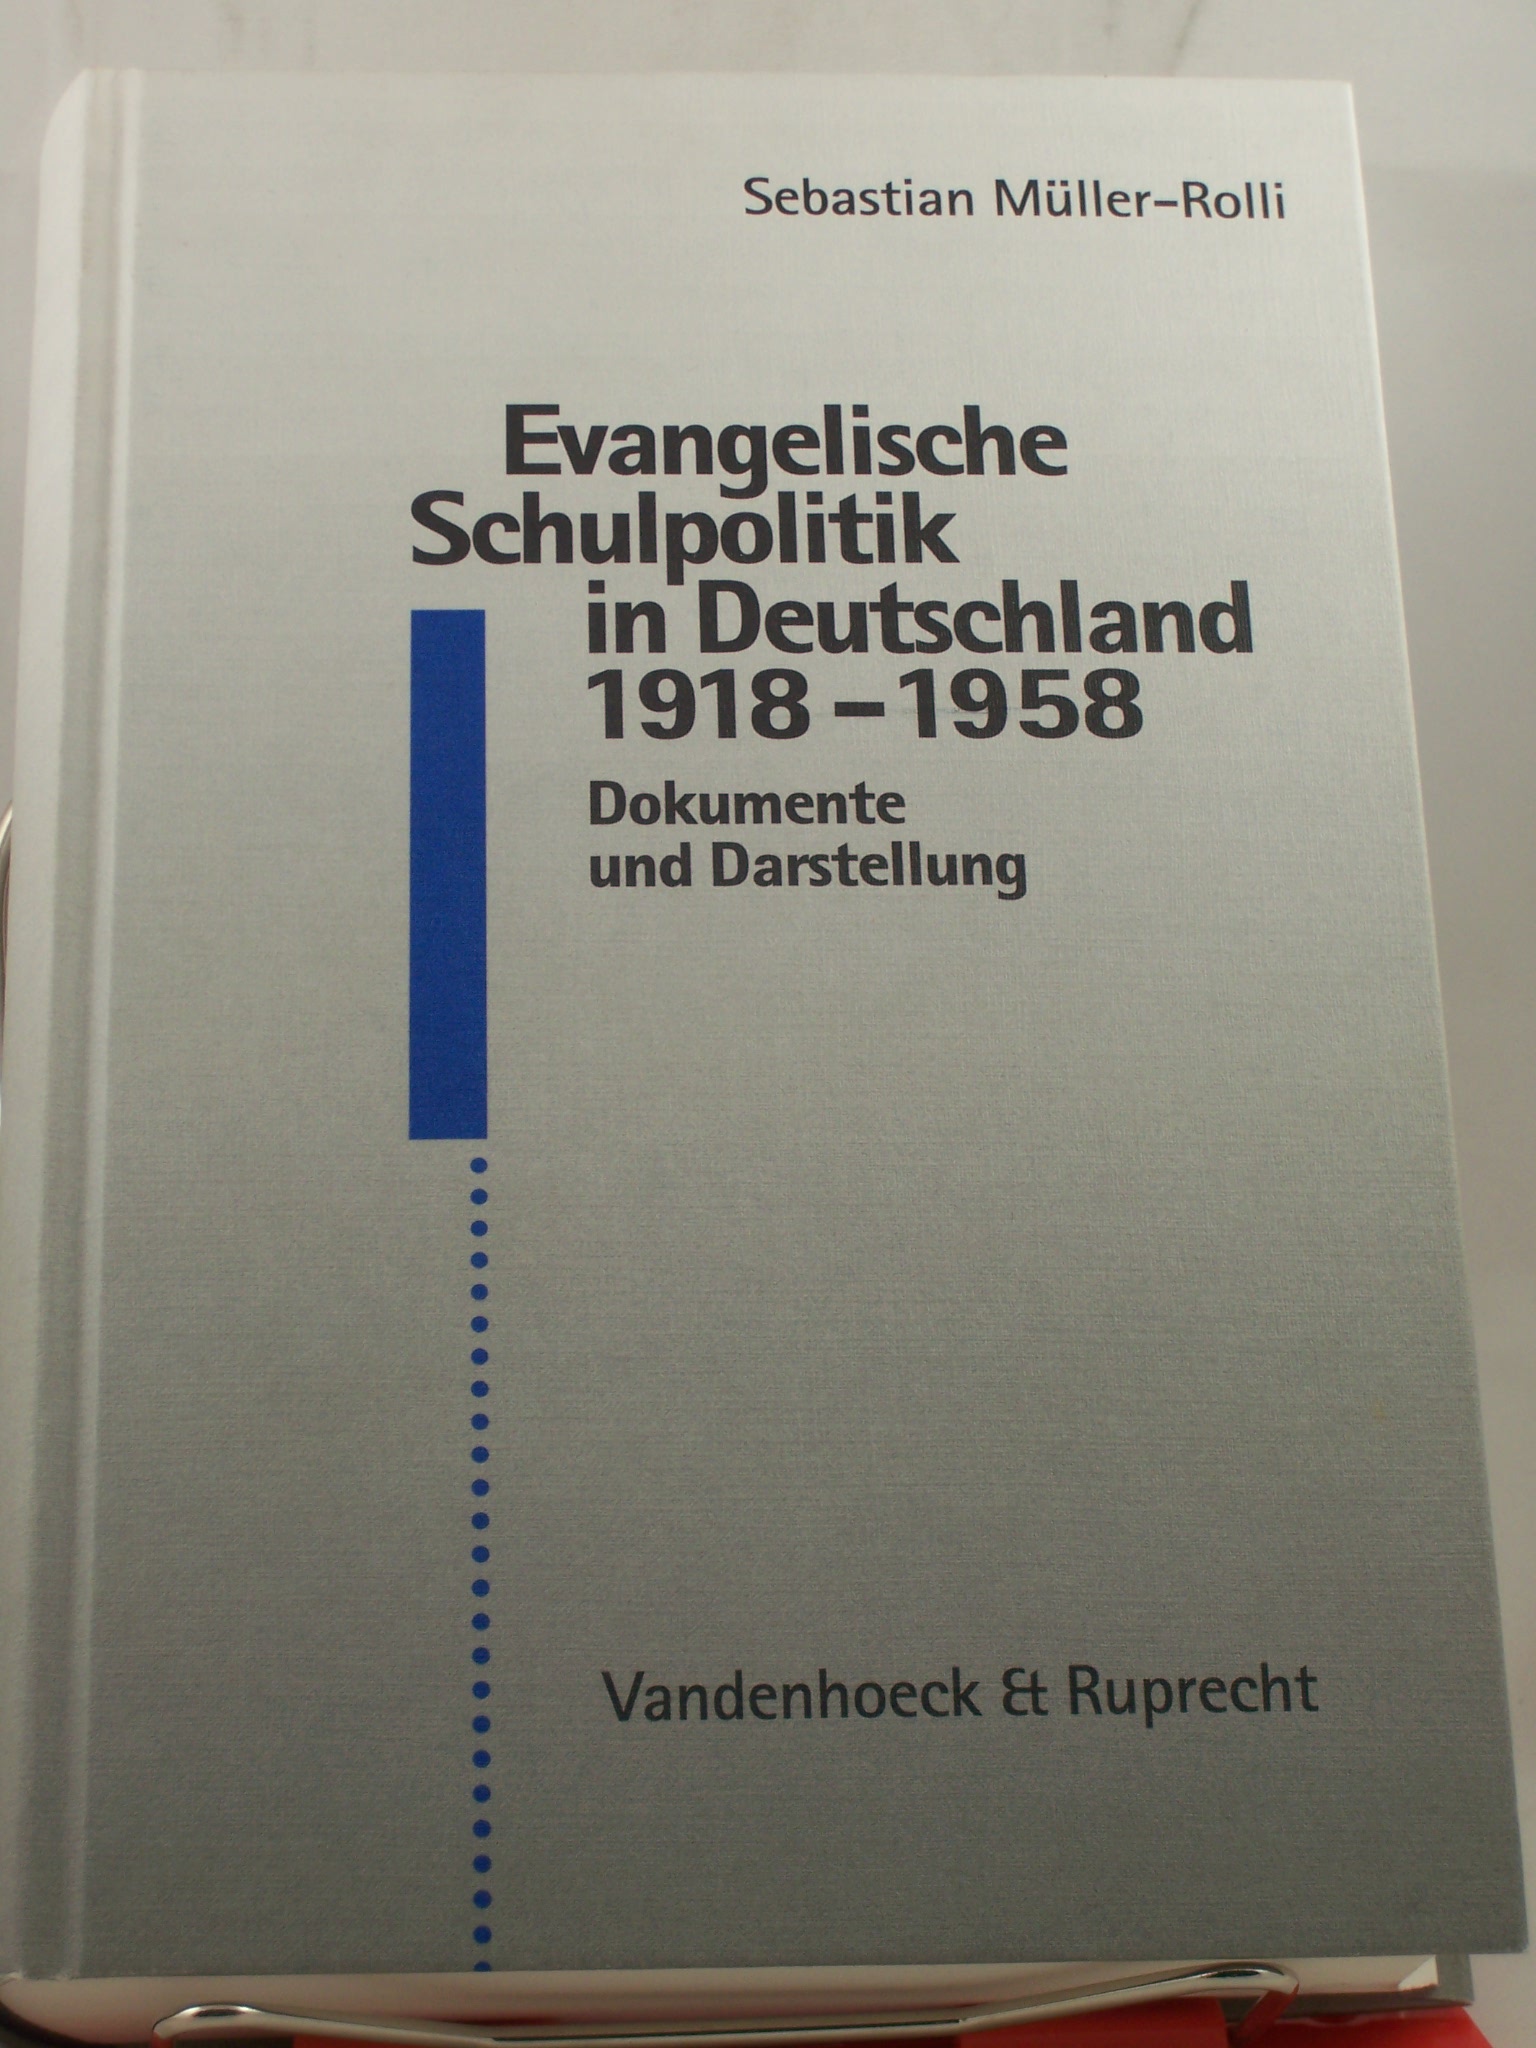 Sebastian Müller-Rolli
Evangelische
Schulpolitik
in Deutschland
1918 – 1958
Dokumente
und Darstellung
Vandenhoeck & Ruprecht